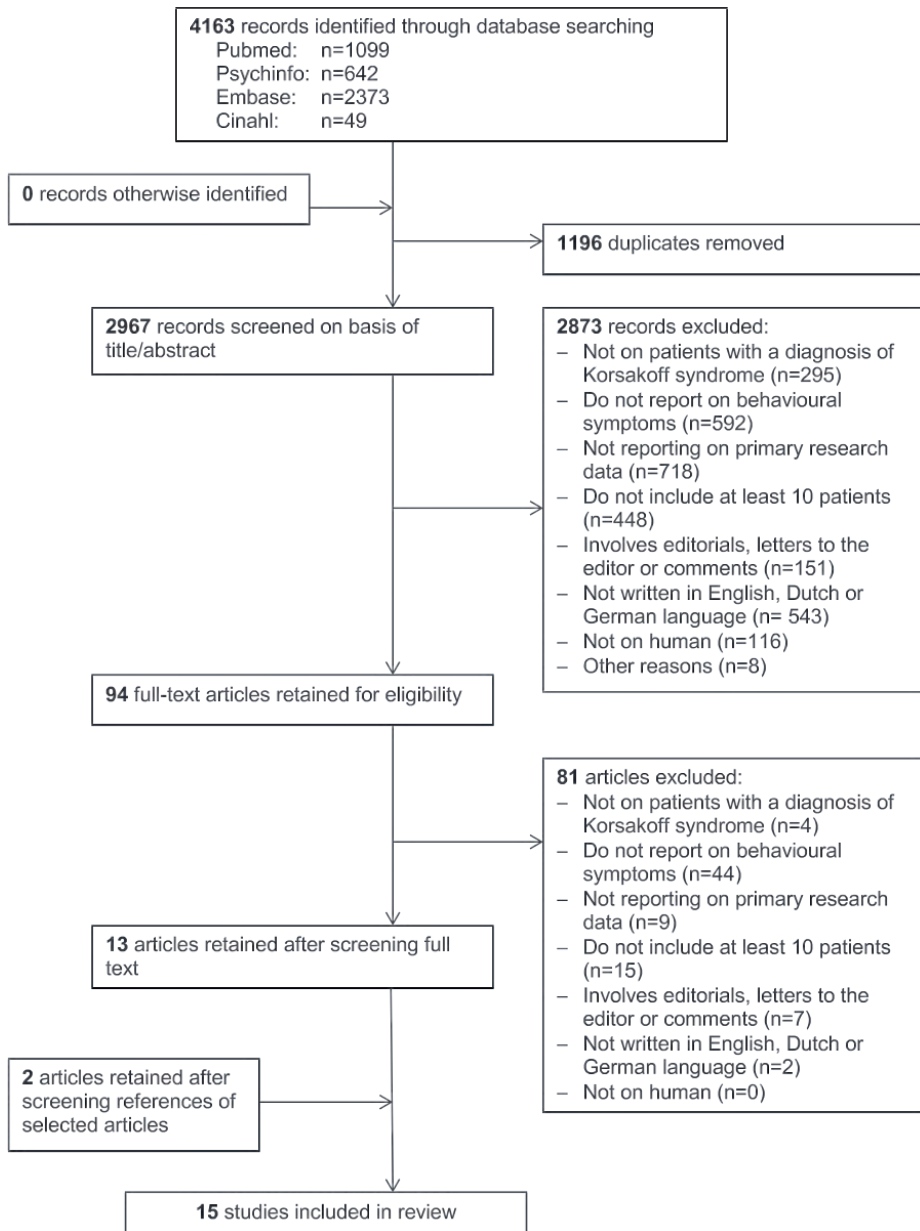 4163 records identified through database searching
Pubmed: n=1099
Psychinfo: n=642
Embase: n=2373
Cinahl: n=49
0 records otherwise identified
1196 duplicates removed
2967 records screened on basis of
title/abstract
2873 records excluded:
– Not on patients with a diagnosis of
Korsakoff syndrome (n=295)
– Do not report on behavioural
symptoms (n=592)
– Not reporting on primary research
data (n=718)
– Do not include at least 10 patients
(n=448)
– Involves editorials, letters to the
editor or comments (n=151)
– Not written in English, Dutch or
German language (n= 543)
– Not on human (n=116)
– Other reasons (n=8)
94 full-text articles retained for eligibility
81 articles excluded:
– Not on patients with a diagnosis of
Korsakoff syndrome (n=4)
– Do not report on behavioural
symptoms (n=44)
– Not reporting on primary research
data (n=9)
– Do not include at least 10 patients
(n=15)
– Involves editorials, letters to the
editor or comments (n=7)
– Not written in English, Dutch or
German language (n=2)
– Not on human (n=0)
13 articles retained after screening full
text
2 articles retained after
screening references of
selected articles
15 studies included in review